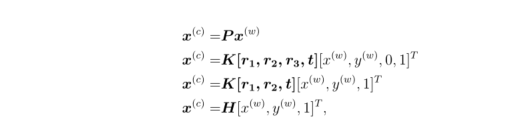 x^{(c)} = Px^{(w)}
x^{(c)} = K[r_1, r_2, r_3, t][x^{(w)}, y^{(w)}, 0, 1]^T
x^{(c)} = K[r_1, r_2, t][x^{(w)}, y^{(w)}, 1]^T
x^{(c)} = H[x^{(w)}, y^{(w)}, 1]^T,